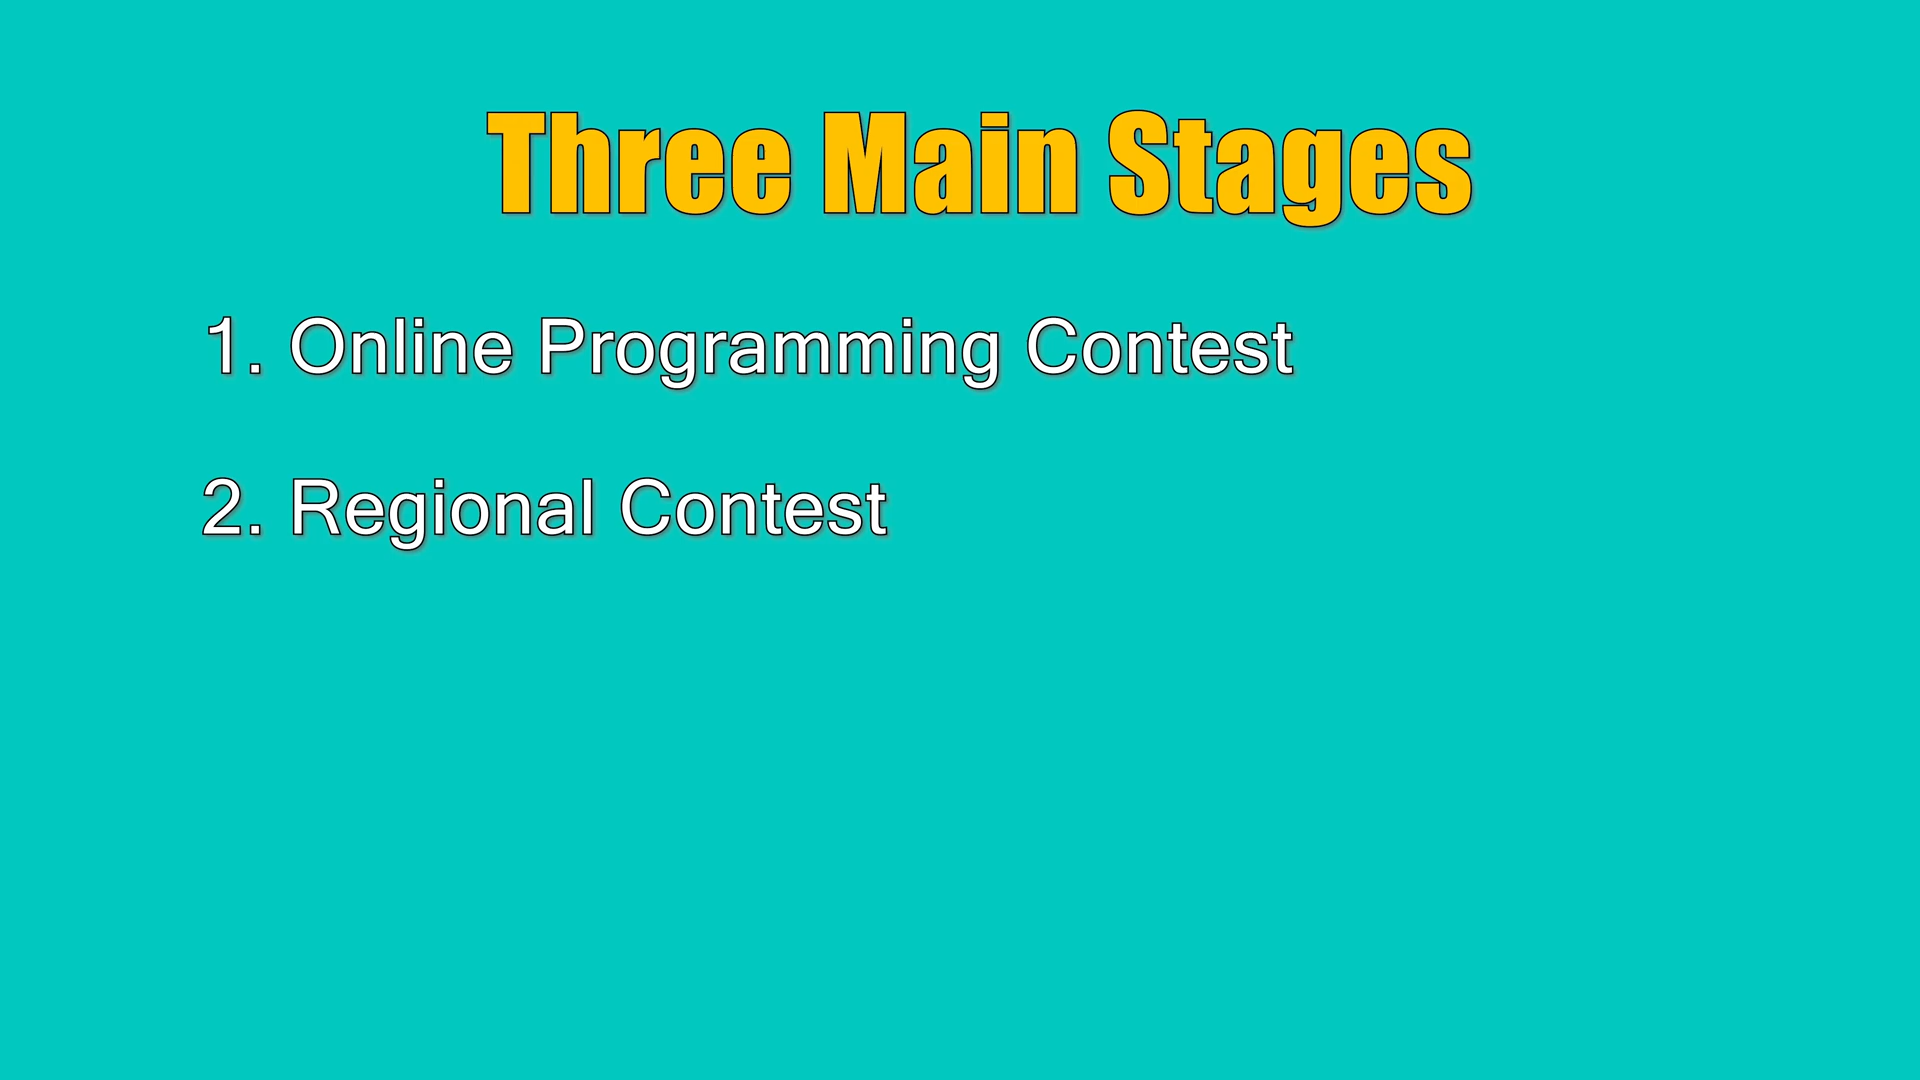 Three Main Stages
1. Online Programming Contest
2. Regional Contest